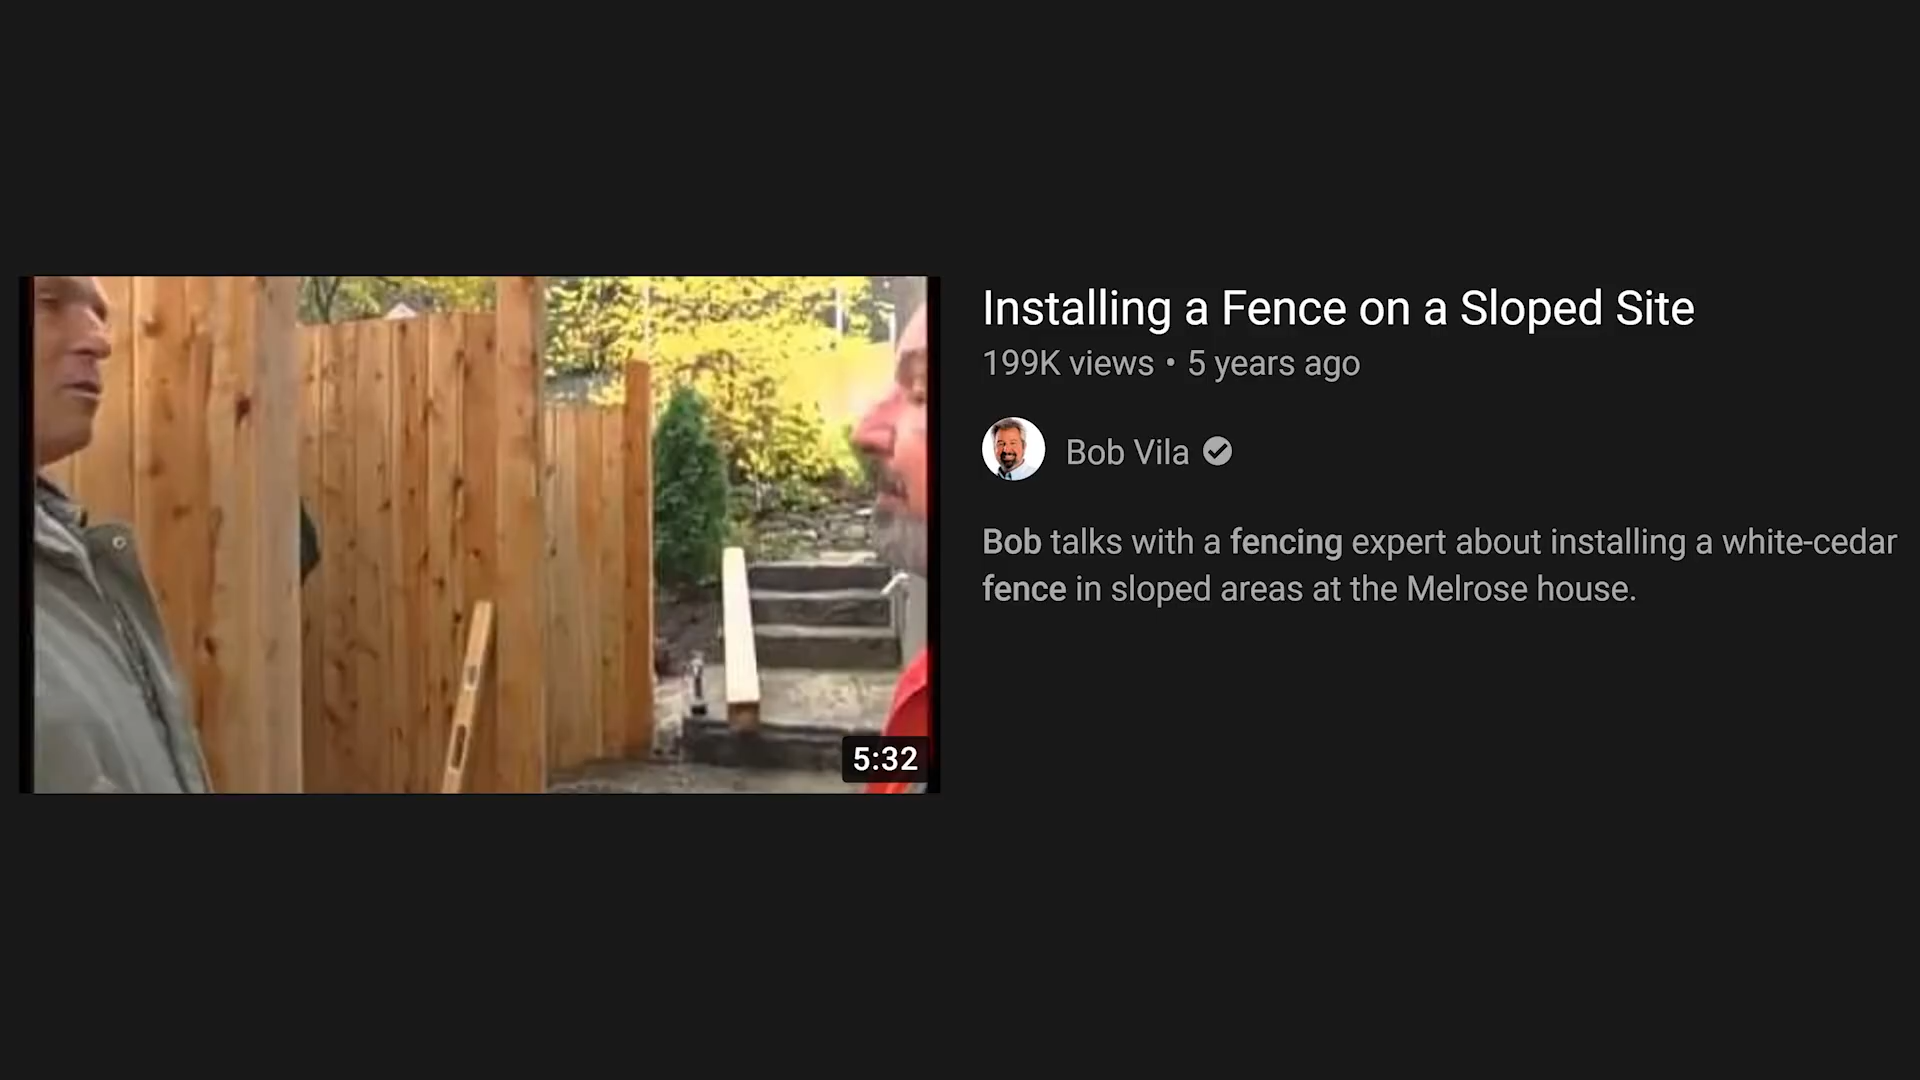 Installing a Fence on a Sloped Site
199K views • 5 years ago
Bob Vila
Bob talks with a fencing expert about installing a white-cedar
fence in sloped areas at the Melrose house.
5:32